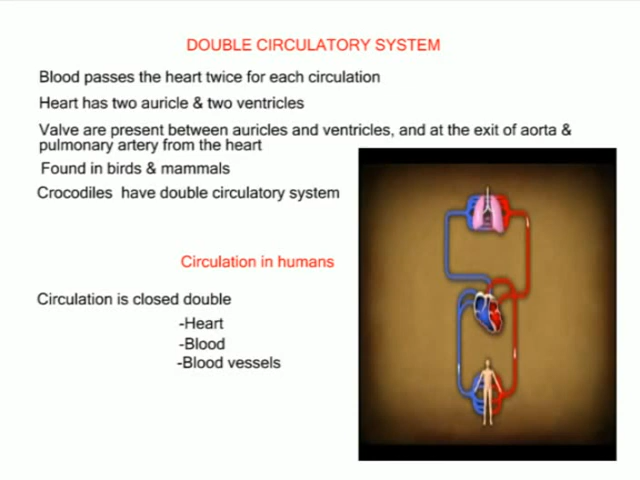 DOUBLE CIRCULATORY SYSTEM
Blood passes the heart twice for each circulation
Heart has two auricle & two ventricles
Valve are present between auricles and ventricles, and at the exit of aorta &
pulmonary artery from the heart
Found in birds & mammals
Crocodiles have double circulatory system
Circulation in humans
Circulation is closed double
-Heart
-Blood
-Blood vessels